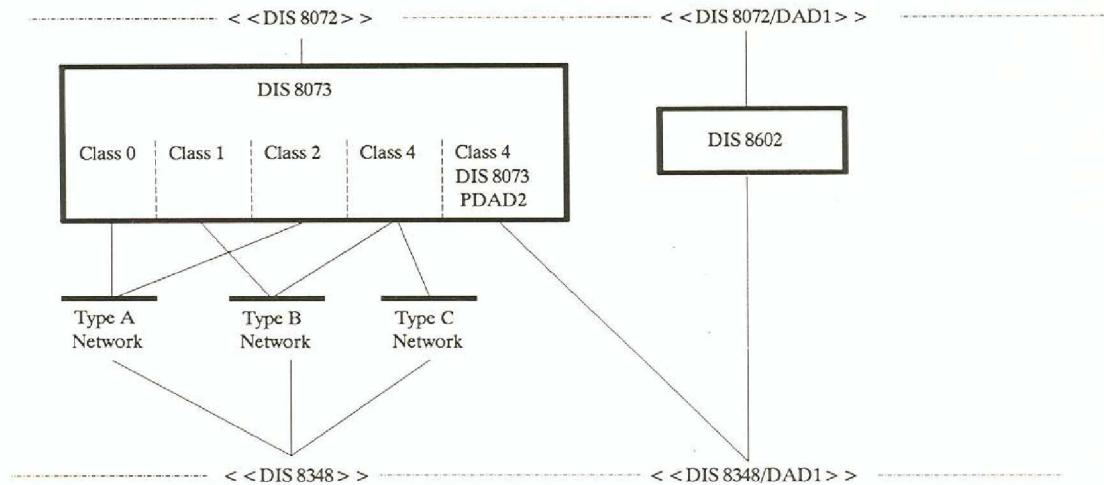 < <DIS 8072> >
< <DIS 8072/DAD1> >
DIS 8073
Class 0
Class 1
Class 2
Class 4
Class 4
DIS 8073
PDAD2
DIS 8602
Type A
Network
Type B
Network
Type C
Network
< <DIS 8348> >
< <DIS 8348/DAD1> >